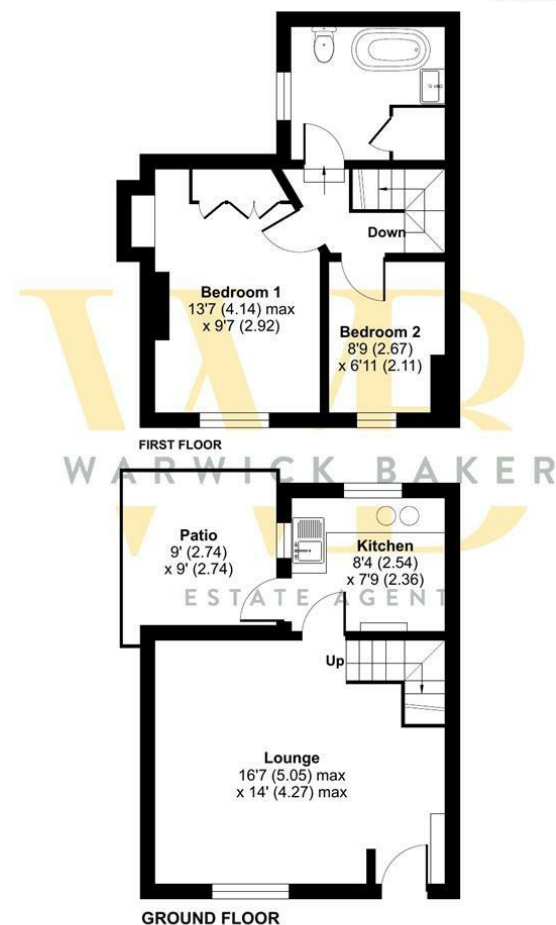 Down
Bedroom 1
13'7 (4.14) max
x 9'7 (2.92)
Bedroom 2
8'9 (2.67)
x 6'11 (2.11)
FIRST FLOOR
WB
WARWICK BAKER
ESTATE AGENT
Patio
9' (2.74)
x 9' (2.74)
Kitchen
8'4 (2.54)
x 7'9 (2.36)
Up
Lounge
16'7 (5.05) max
x 14' (4.27) max
GROUND FLOOR